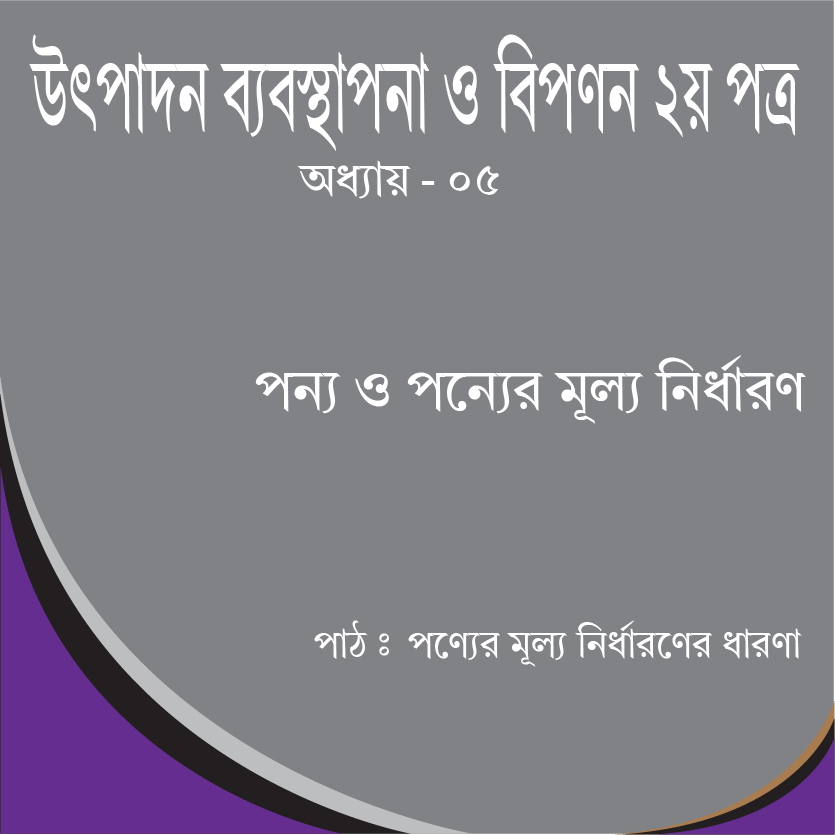 উৎপাদন ব্যবস্থাপনা ও বিপণন ২য় পত্র
অধ্যায় - ০৫
পন্য ও পন্যের মূল্য নির্ধারণ
পাঠ ঃ পণ্যের মূল্য নির্ধারণের ধারণা